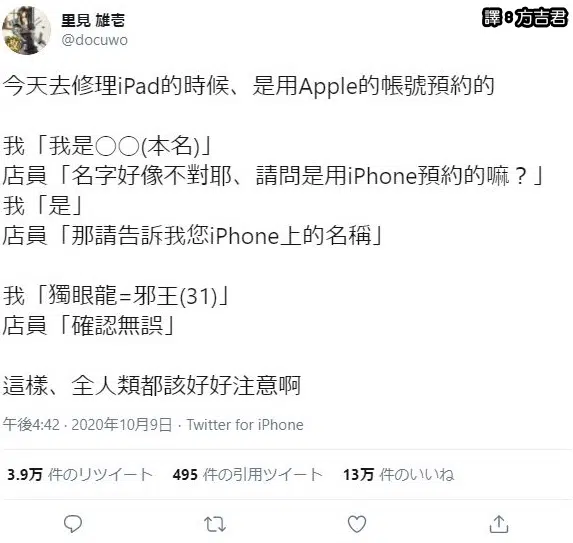 里見 雄壱
@docuwo
譯：方吉君
今天去修理iPad的時候、是用Apple的帳號預約的
我「我是○○(本名)」
店員「名字好像不對耶、請問是用iPhone預約的嘛？」
我「是」
店員「那請告訴我您iPhone上的名稱」
我「獨眼龍=邪王(31)」
店員「確認無誤」
這樣、全人類都該好好注意啊
午後4:42 · 2020年10月9日 · Twitter for iPhone
3.9万 件のリツイート 495 件の引用ツイート 13万 件のいいね